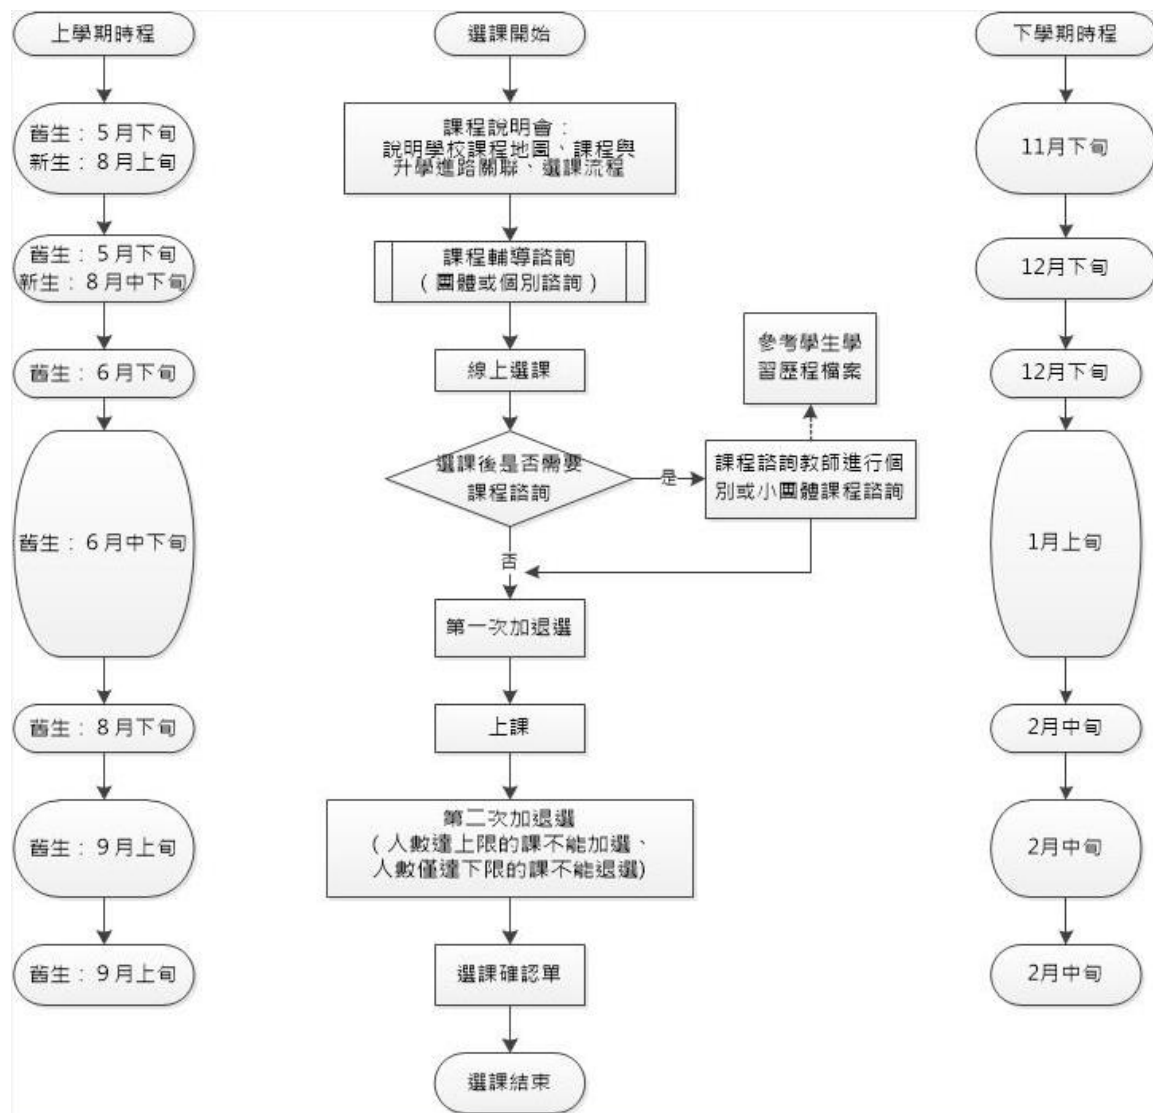 上學期時程
選課開始
下學期時程
舊生：5月下旬
新生：8月上旬
課程說明會：
說明學校課程地圖、課程與
升學進路關聯、選課流程
11月下旬
舊生：5月下旬
新生：8月中下旬
課程輔導諮詢
（團體或個別諮詢）
12月下旬
參考學生學
習歷程檔案
舊生：6月下旬
線上選課
12月下旬
選課後是否需要
課程諮詢
是
課程諮詢教師進行個
別或小團體課程諮詢
舊生：6月中下旬
1月上旬
否
第一次加退選
舊生：8月下旬
上課
2月中旬
舊生：9月上旬
第二次加退選
（人數達上限的課不能加選、
人數僅達下限的課不能退選)
2月中旬
舊生：9月上旬
選課確認單
2月中旬
選課結束